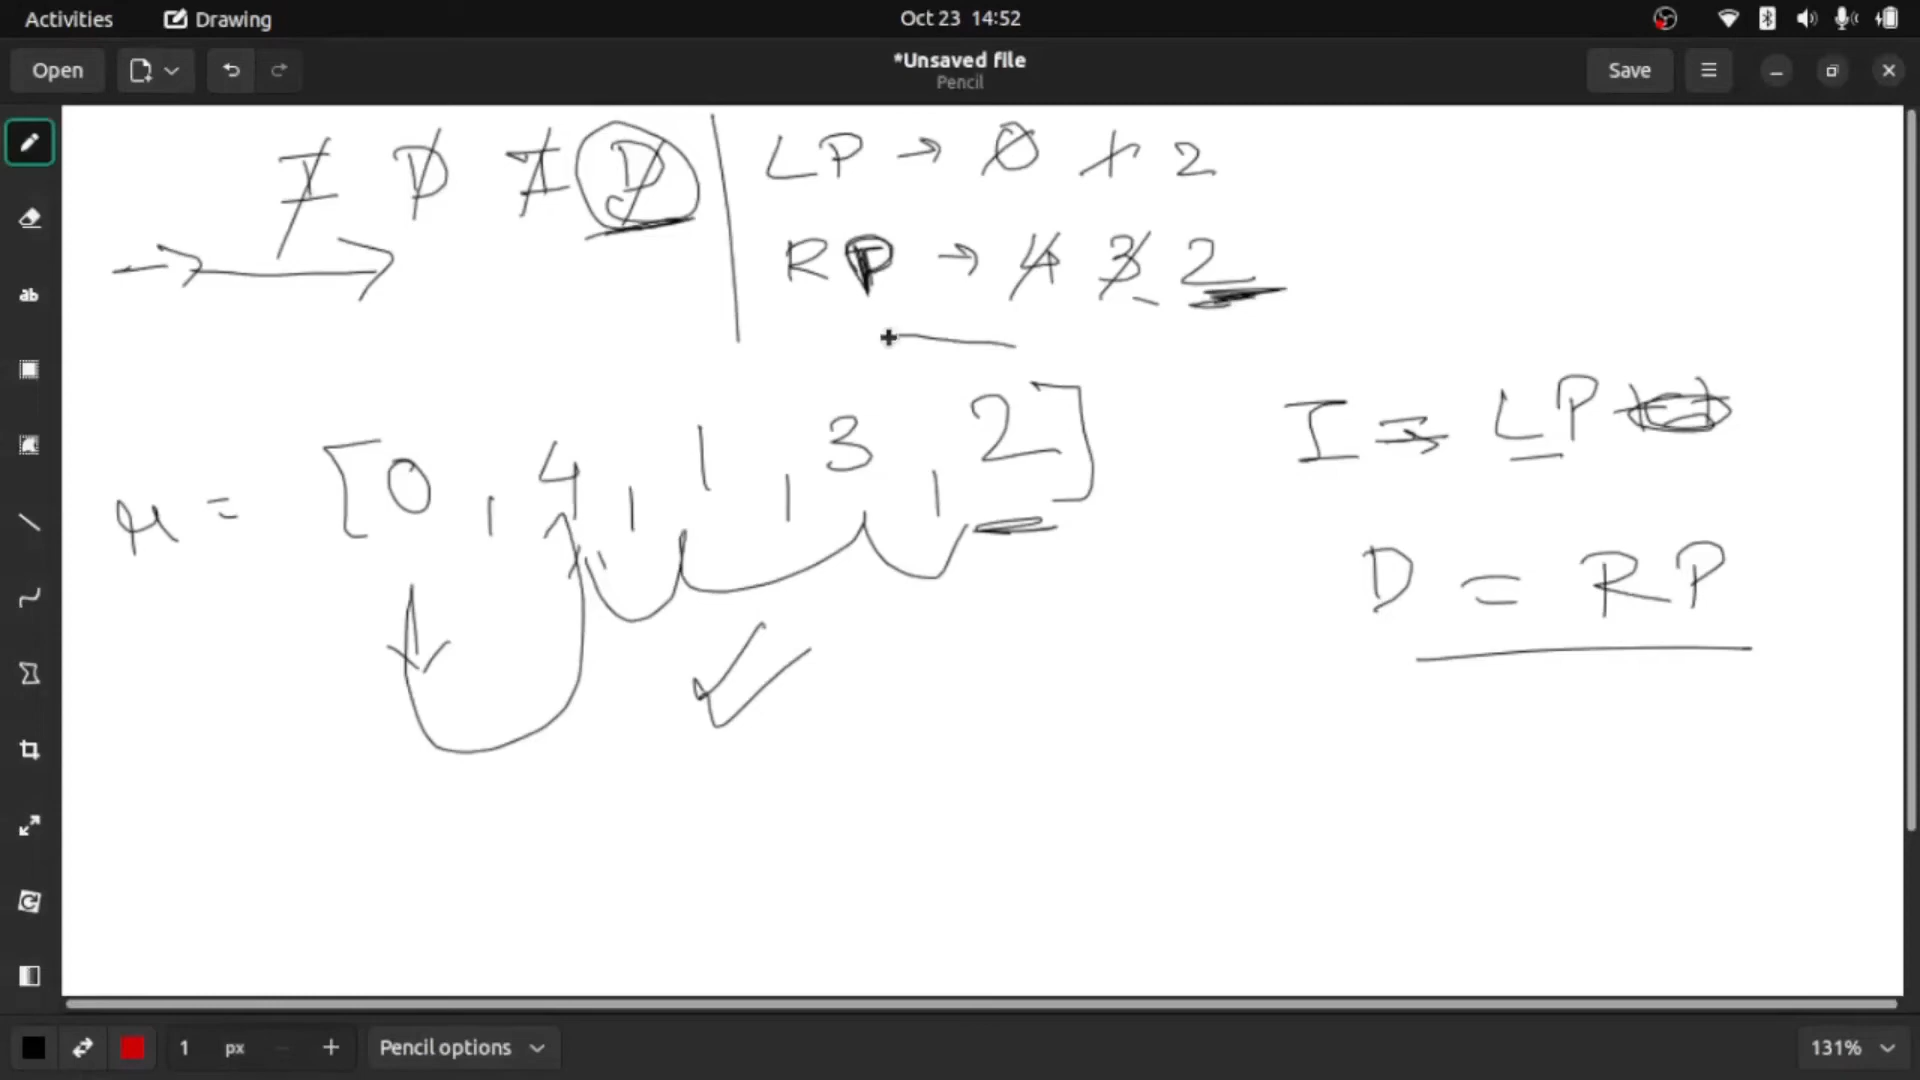 Activities Drawing Oct 23 14:52
Open *Unsaved file Save
Pencil
I D I D LP → 0 1 2
RP → 4 3 2
= [0, 4, 1, 3, 2] I = LP
D = RP
ab
1 px Pencil options 131%